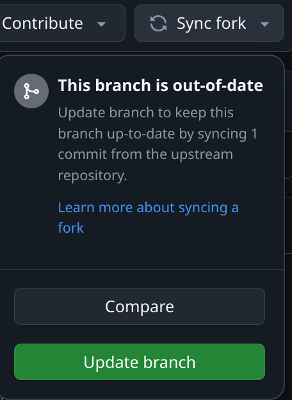 Contribute
Sync fork
This branch is out-of-date
Update branch to keep this
branch up-to-date by syncing 1
commit from the upstream
repository.
Learn more about syncing a
fork
Compare
Update branch